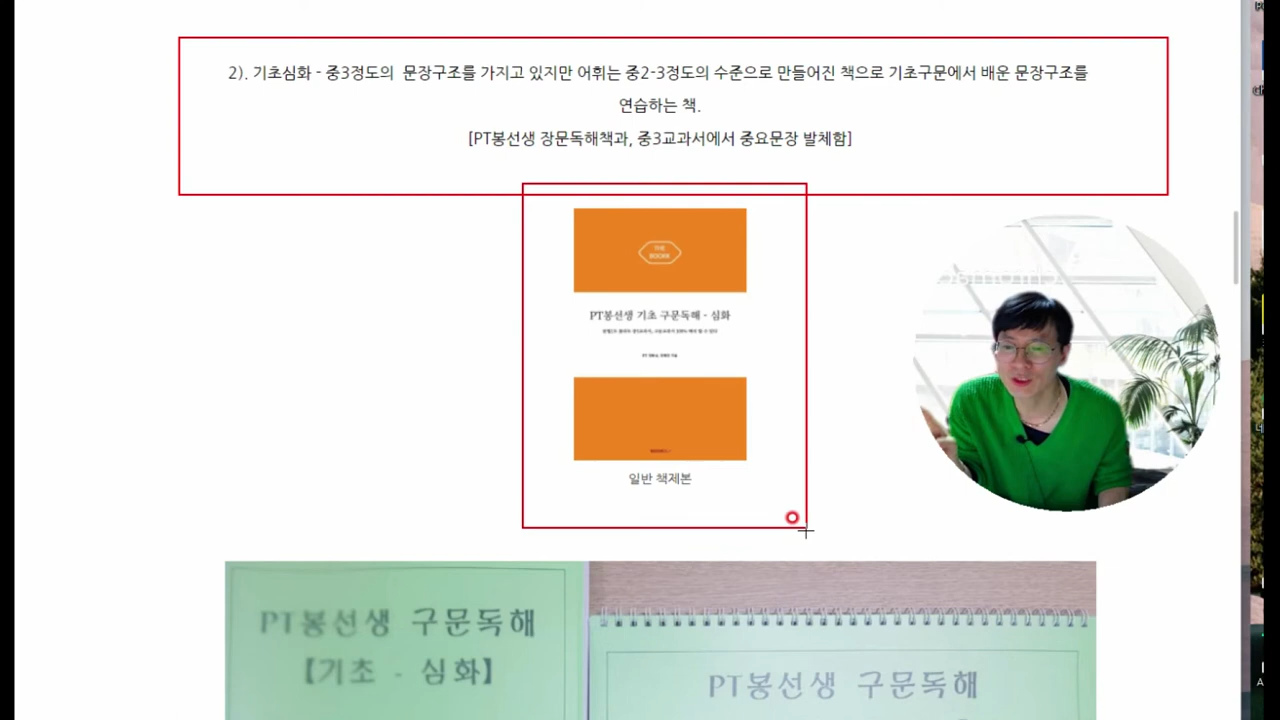 2). 기초심화 - 중3정도의  문장구조를 가지고 있지만 어휘는 중2-3정도의 수준으로 만들어진 책으로 기초구문에서 배운 문장구조를
연습하는 책.
[PT봉선생 장문독해책과, 중3교과서에서 중요문장 발체함]
THE
BOOKK
PT봉선생 기초 구문독해 - 심화
일반 책제본
PT봉선생 구문독해
【기초 - 심화】
PT봉선생 구문독해